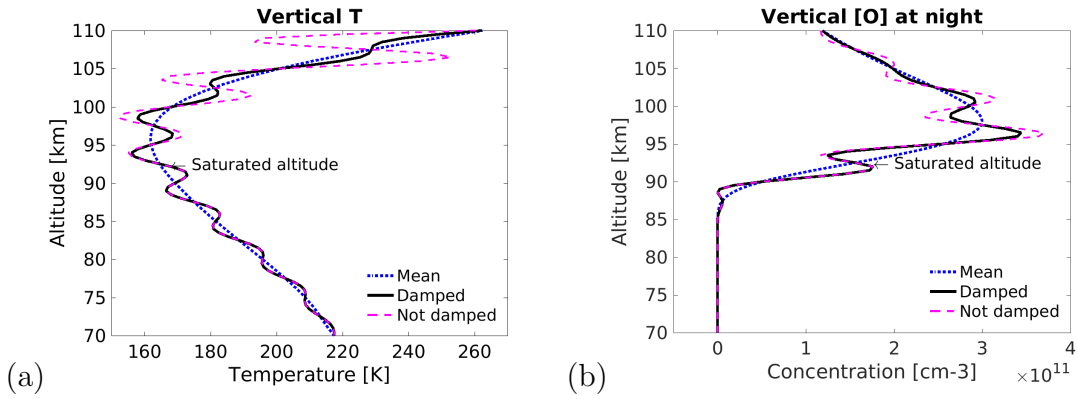 Vertical T
110
105
100
95
90
85
80
75
70
Altitude [km]
← Saturated altitude
Mean
Damped
Not damped
160 180 200 220 240 260
Temperature [K]
(a)
Vertical [O] at night
110
105
100
95
90
85
80
75
70
Altitude [km]
← Saturated altitude
Mean
Damped
Not damped
0 1 2 3 4
Concentration [cm-3] ×10¹¹
(b)